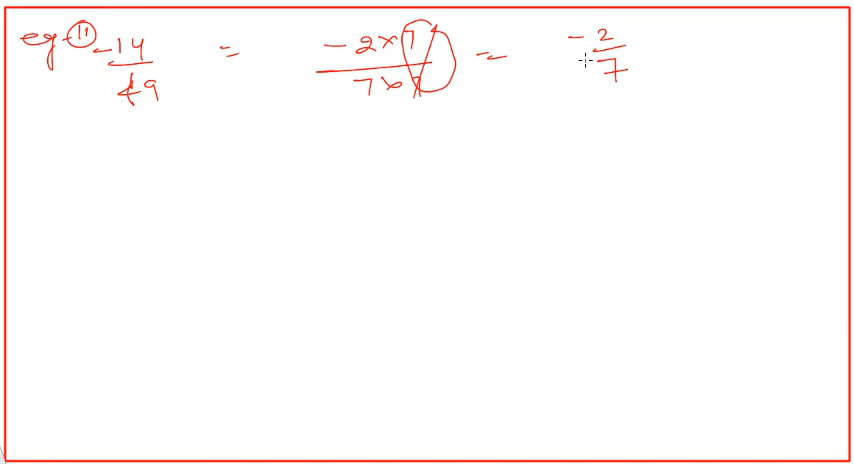 eg-(11) -14/49 = -2×7/7×7 = -2/7